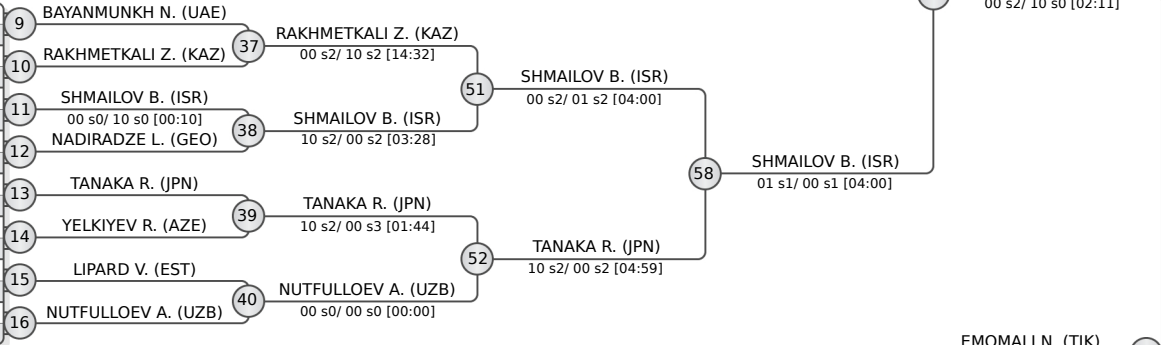 00 s2/ 10 s0 [02:11]
9
BAYANMUNKH N. (UAE)
37
RAKHMETKALI Z. (KAZ)
00 s2/ 10 s2 [14:32]
10
RAKHMETKALI Z. (KAZ)
51
SHMAILOV B. (ISR)
00 s2/ 01 s2 [04:00]
11
SHMAILOV B. (ISR)
00 s0/ 10 s0 [00:10]
38
SHMAILOV B. (ISR)
10 s2/ 00 s2 [03:28]
12
NADIRADZE L. (GEO)
58
SHMAILOV B. (ISR)
01 s1/ 00 s1 [04:00]
13
TANAKA R. (JPN)
39
TANAKA R. (JPN)
10 s2/ 00 s3 [01:44]
14
YELKIYEV R. (AZE)
52
TANAKA R. (JPN)
10 s2/ 00 s2 [04:59]
15
LIPARD V. (EST)
40
NUTFULLOEV A. (UZB)
00 s0/ 00 s0 [00:00]
16
NUTFULLOEV A. (UZB)
EMOMALI N. (TJK)